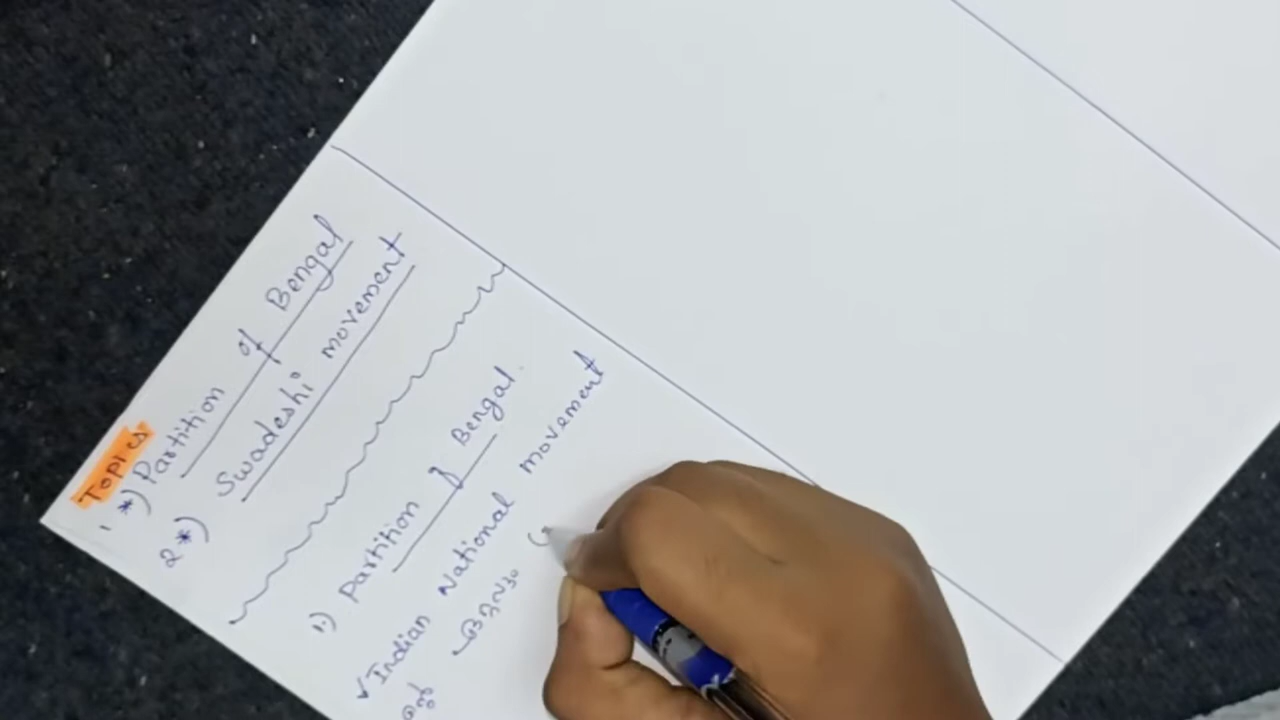 Topics
1 *) Partition of Bengal
2 *) Swadeshi movement
1) Partition of Bengal.
✓ Indian National movement